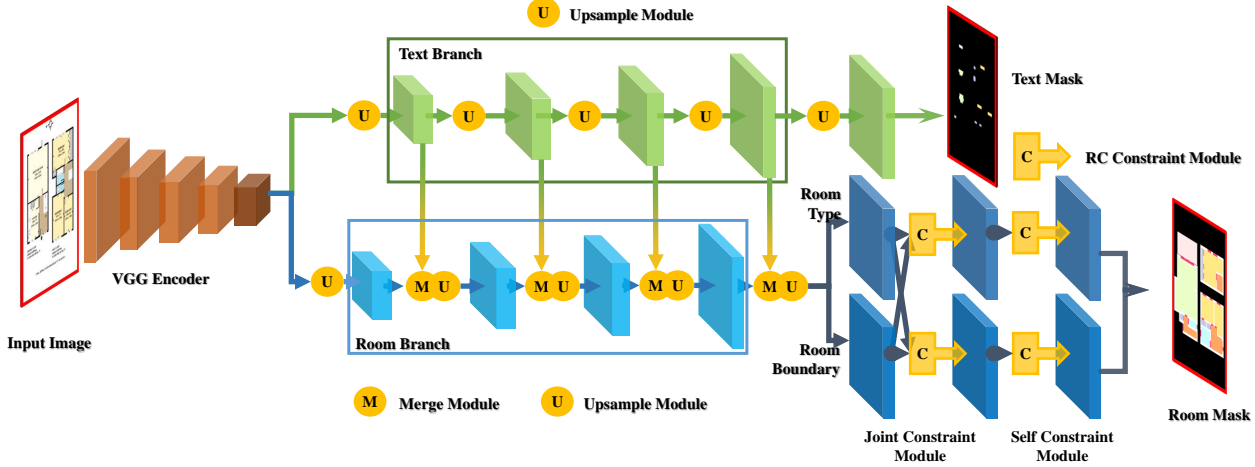 U Upsample Module
Text Branch
U U U U U
Text Mask
C RC Constraint Module
Room
Type
VGG Encoder
C C
U M U M U M U M U
Input Image
Room Branch
Room
Boundary
C C
M Merge Module U Upsample Module
Joint Constraint
Module
Self Constraint
Module
Room Mask